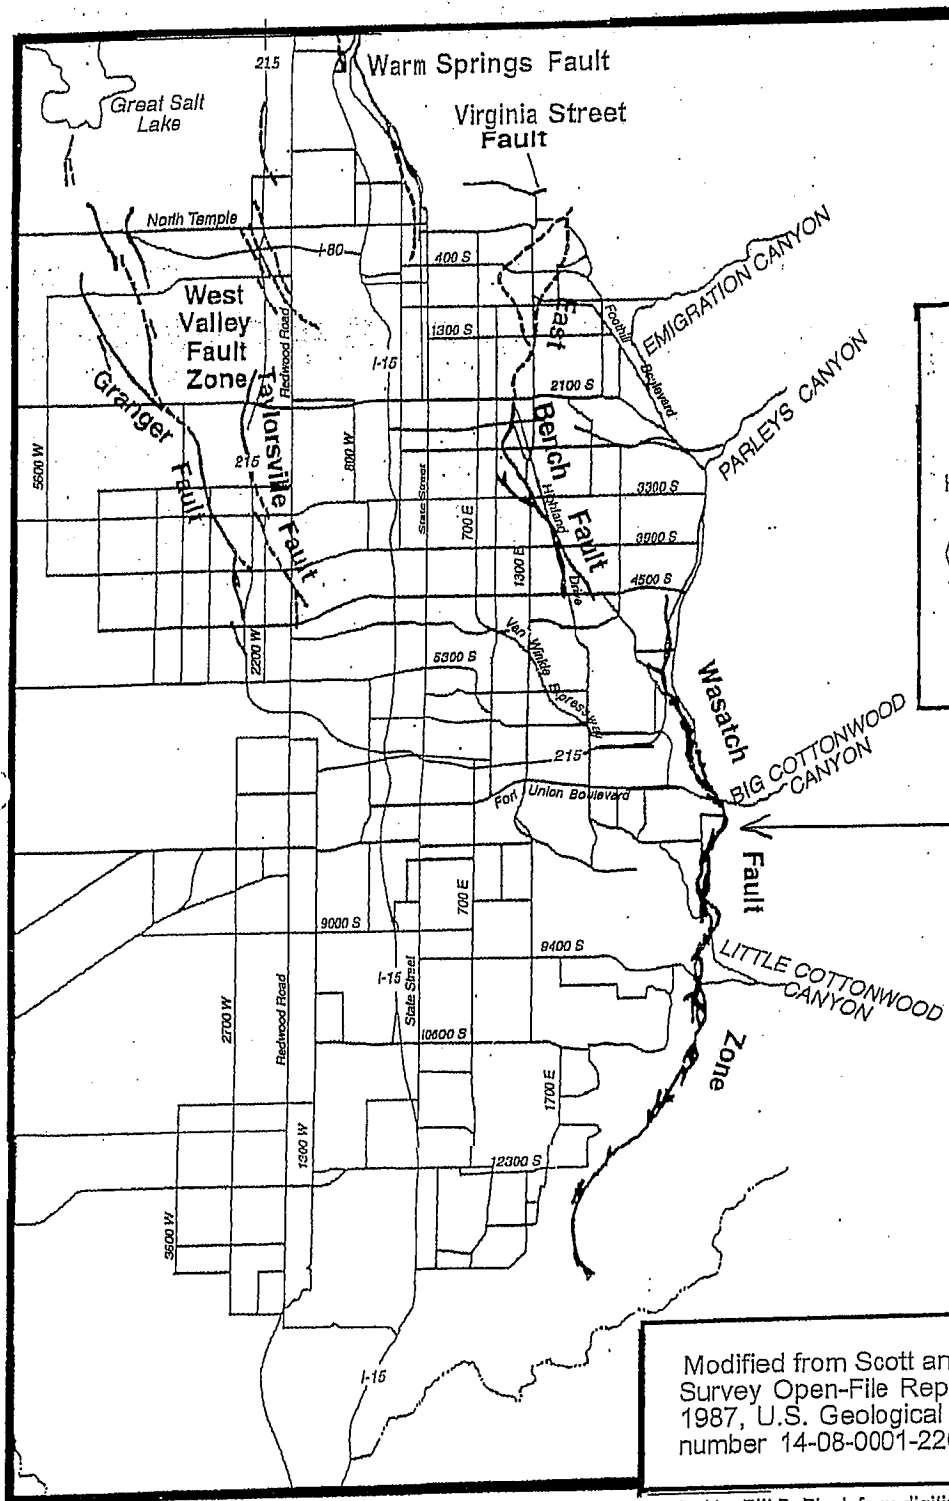 215
Warm Springs Fault
Great Salt
Lake
Virginia Street
Fault
North Temple
I-80
400 S
EMIGRATION CANYON
West
Valley
Fault
Zone
Redwood Road
I-15
1300 S
East
Foothill
Boulevard
2100 S
PARLEYS CANYON
Granger
Fault
Taylorsville
Fault
215
5600 W
800 W
State Street
700 E
Bench
Fault
Highland
Drive
3300 S
3900 S
1300 E
4500 S
2200 W
5300 S
Van Winkle Expressway
Wasatch
215
BIG COTTONWOOD
CANYON
Fort Union Boulevard
Fault
700 E
9000 S
9400 S
LITTLE COTTONWOOD
CANYON
I-15
State Street
2700 W
Redwood Road
10600 S
Zone
1700 E
1300 W
12300 S
3600 W
I-15
Modified from Scott an
Survey Open-File Rep
1987, U.S. Geological
number 14-08-0001-22